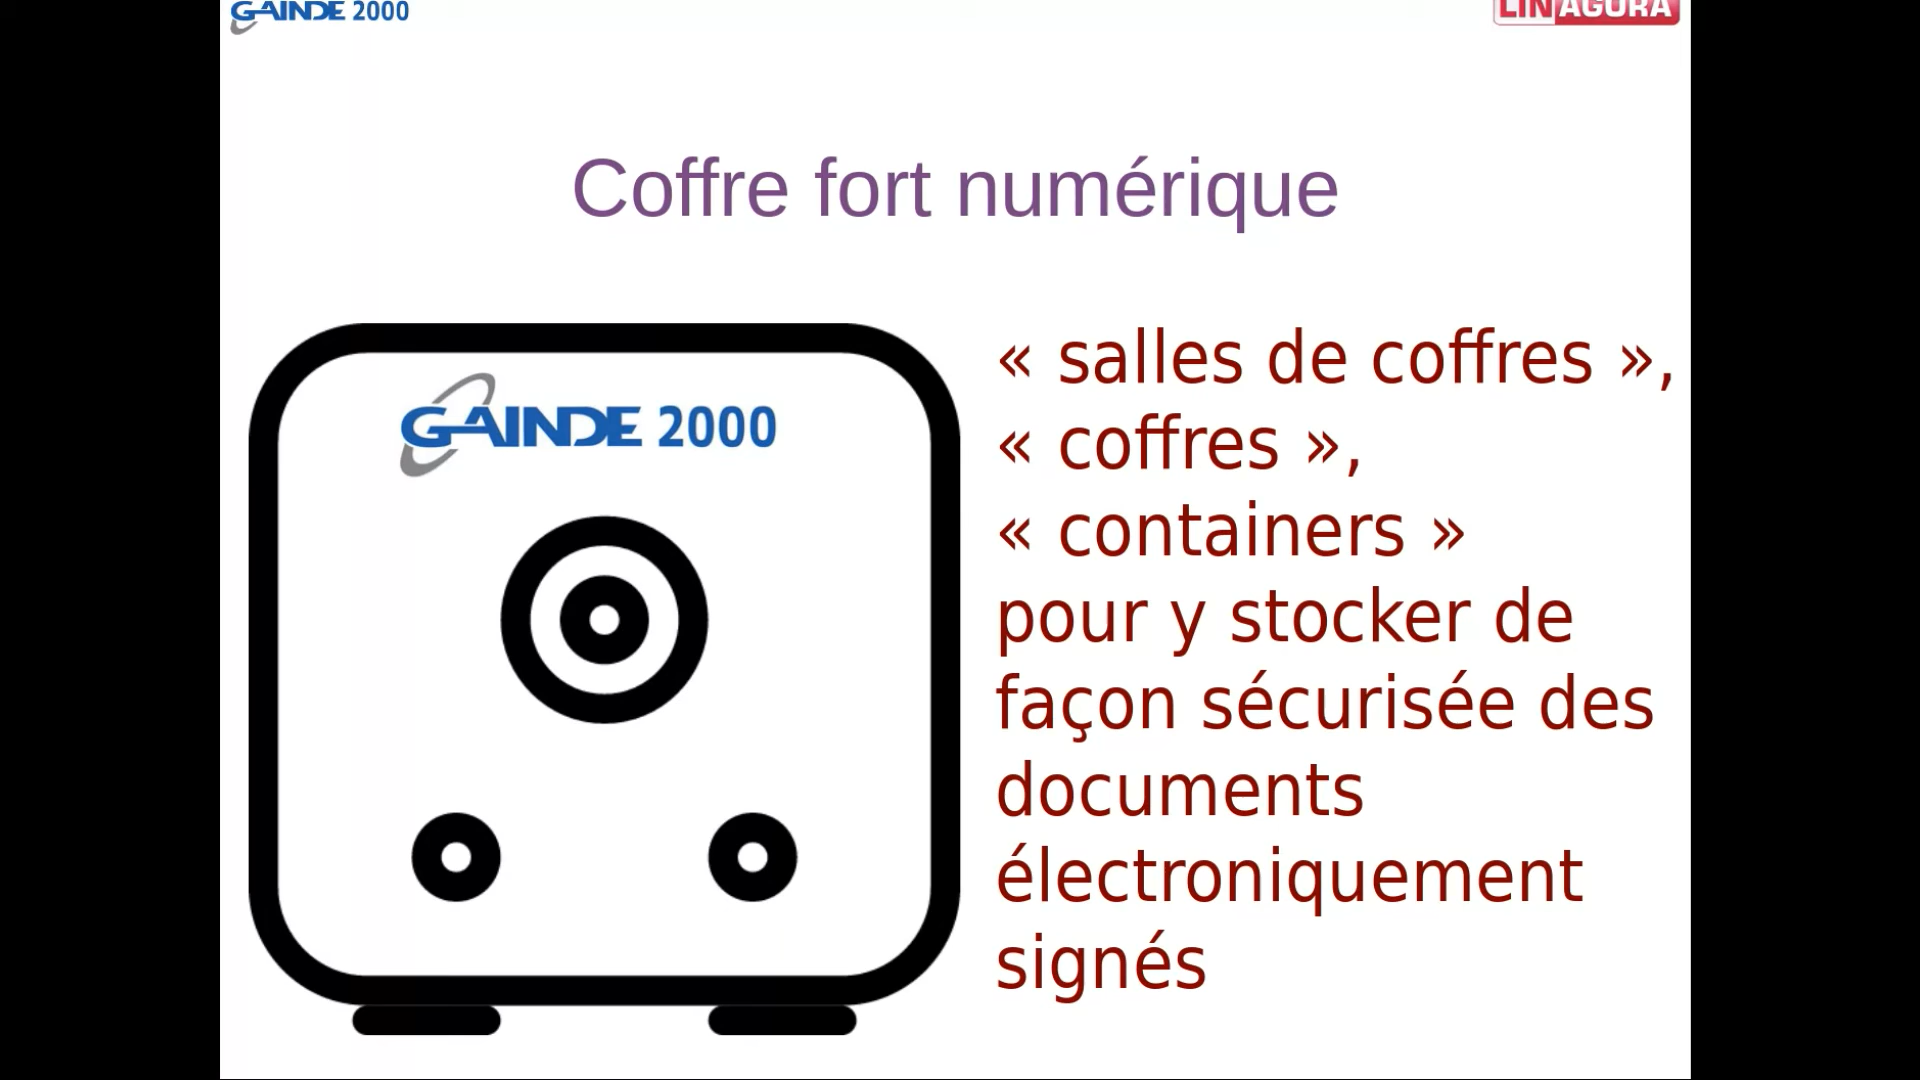 GAINDE 2000
LINAGORA
Coffre fort numérique
GAINDE 2000
« salles de coffres »,
« coffres »,
« containers »
pour y stocker de
façon sécurisée des
documents
électroniquement
signés